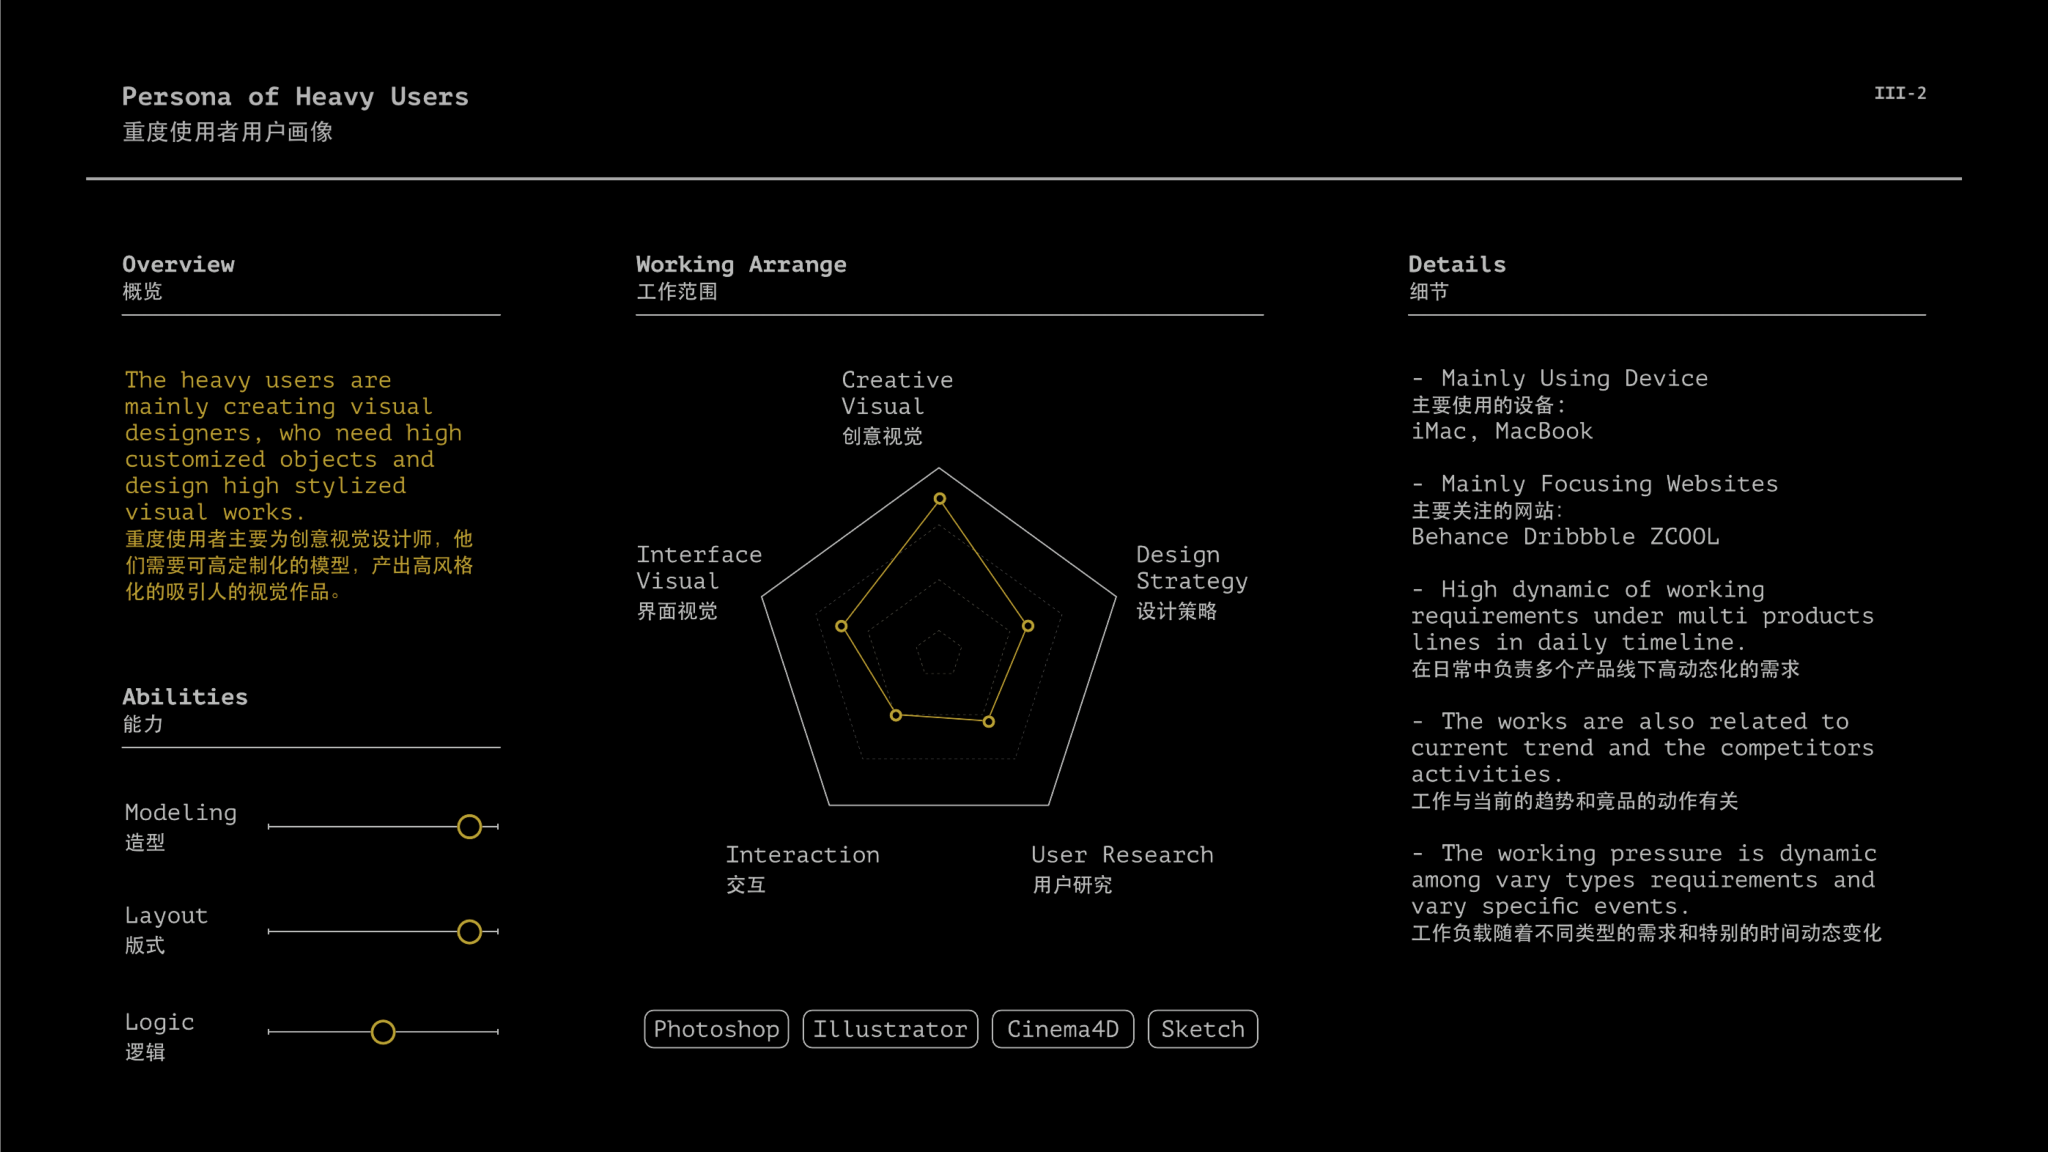 Persona of Heavy Users
重度使用者用户画像
III-2
Overview
概览
The heavy users are
mainly creating visual
designers, who need high
customized objects and
design high stylized
visual works.
重度使用者主要为创意视觉设计师，他
们需要可高定制化的模型，产出高风格
化的吸引人的视觉作品。
Abilities
能力
Modeling
造型
Layout
版式
Logic
逻辑
Working Arrange
工作范围
Creative
Visual
创意视觉
Interface
Visual
界面视觉
Design
Strategy
设计策略
Interaction
交互
User Research
用户研究
Photoshop
Illustrator
Cinema4D
Sketch
Details
细节
- Mainly Using Device
主要使用的设备：
iMac, MacBook
- Mainly Focusing Websites
主要关注的网站：
Behance Dribbble ZCOOL
- High dynamic of working
requirements under multi products
lines in daily timeline.
在日常中负责多个产品线下高动态化的需求
- The works are also related to
current trend and the competitors
activities.
工作与当前的趋势和竟品的动作有关
- The working pressure is dynamic
among vary types requirements and
vary specific events.
工作负载随着不同类型的需求和特别的时间动态变化